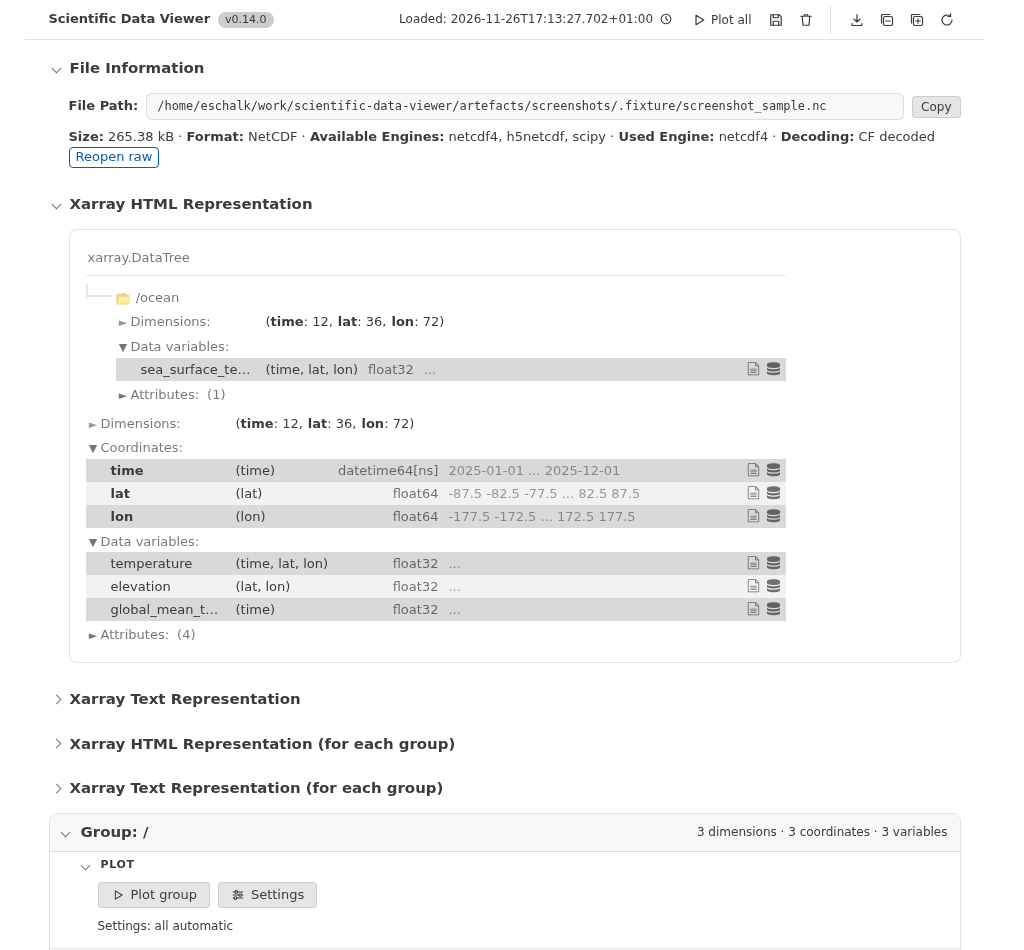 Scientific Data Viewer v0.14.0 Loaded: 2026-11-26T17:13:27.702+01:00 Plot all
File Information
File Path: /home/eschalk/work/scientific-data-viewer/artefacts/screenshots/.fixture/screenshot_sample.nc Copy
Size: 265.38 kB · Format: NetCDF · Available Engines: netcdf4, h5netcdf, scipy · Used Engine: netcdf4 · Decoding: CF decoded
Reopen raw
Xarray HTML Representation
xarray.DataTree
/ocean
► Dimensions: (time: 12, lat: 36, lon: 72)
▼ Data variables:
sea_surface_te… (time, lat, lon) float32 ...
► Attributes: (1)
► Dimensions: (time: 12, lat: 36, lon: 72)
▼ Coordinates:
time (time) datetime64[ns] 2025-01-01 ... 2025-12-01
lat (lat) float64 -87.5 -82.5 -77.5 ... 82.5 87.5
lon (lon) float64 -177.5 -172.5 ... 172.5 177.5
▼ Data variables:
temperature (time, lat, lon) float32 ...
elevation (lat, lon) float32 ...
global_mean_t… (time) float32 ...
► Attributes: (4)
Xarray Text Representation
Xarray HTML Representation (for each group)
Xarray Text Representation (for each group)
Group: / 3 dimensions · 3 coordinates · 3 variables
PLOT
Plot group Settings
Settings: all automatic